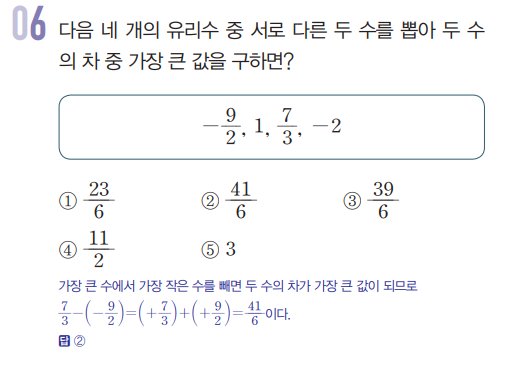 06 다음 네 개의 유리수 중 서로 다른 두 수를 뽑아 두 수
의 차 중 가장 큰 값을 구하면?
−9/2, 1, 7/3, −2
① 23/6 ② 41/6 ③ 39/6
④ 11/2 ⑤ 3
가장 큰 수에서 가장 작은 수를 빼면 두 수의 차가 가장 큰 값이 되므로
7/3−(−9/2)=(+7/3)+(+9/2)=41/6이다.
답 ②